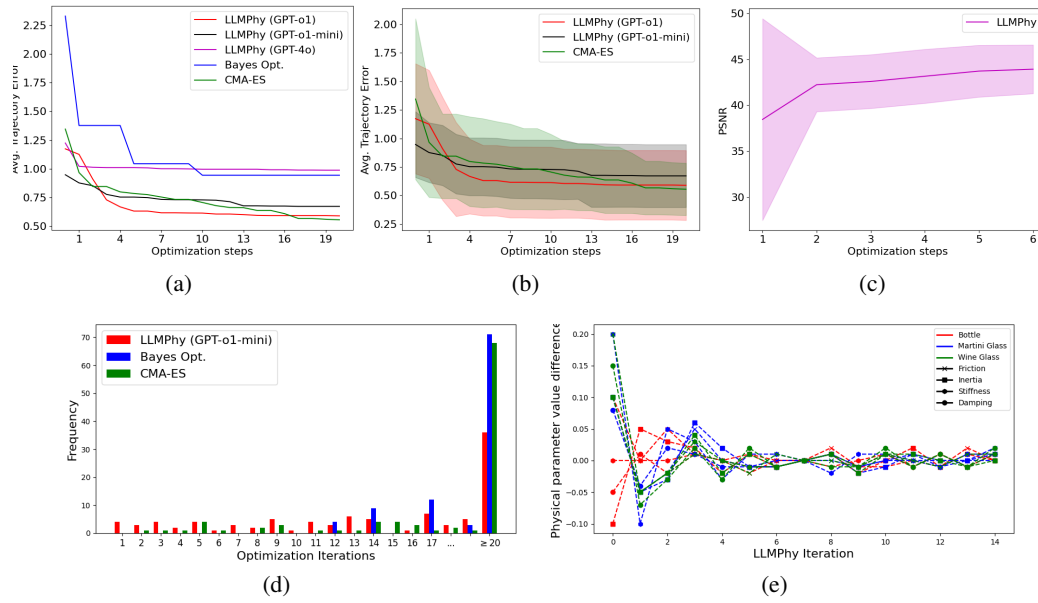 LLMPhy (GPT-o1)
LLMPhy (GPT-o1-mini)
LLMPhy (GPT-4o)
Bayes Opt.
CMA-ES
Avg. Trajectory Error
2.25
2.00
1.75
1.50
1.25
1.00
0.75
0.50
1 4 7 10 13 16 19
Optimization steps
(a)
LLMPhy (GPT-o1)
LLMPhy (GPT-o1-mini)
CMA-ES
Avg. Trajectory Error
2.00
1.75
1.50
1.25
1.00
0.75
0.50
0.25
1 4 7 10 13 16 19
Optimization steps
(b)
LLMPhy
PSNR
45
40
35
30
50
1 2 3 4 5 6
Optimization steps
(c)
LLMPhy (GPT-o1-mini)
Bayes Opt.
CMA-ES
Frequency
70
60
50
40
30
20
10
0
1 2 3 4 5 6 7 8 9 10 11 12 13 14 15 16 17 ... ≥20
Optimization Iterations
(d)
Bottle
Martini Glass
Wine Glass
Friction
Inertia
Stiffness
Damping
Physical parameter value difference
0.20
0.15
0.10
0.05
0.00
−0.05
−0.10
0 2 4 6 8 10 12 14
LLMPhy Iteration
(e)